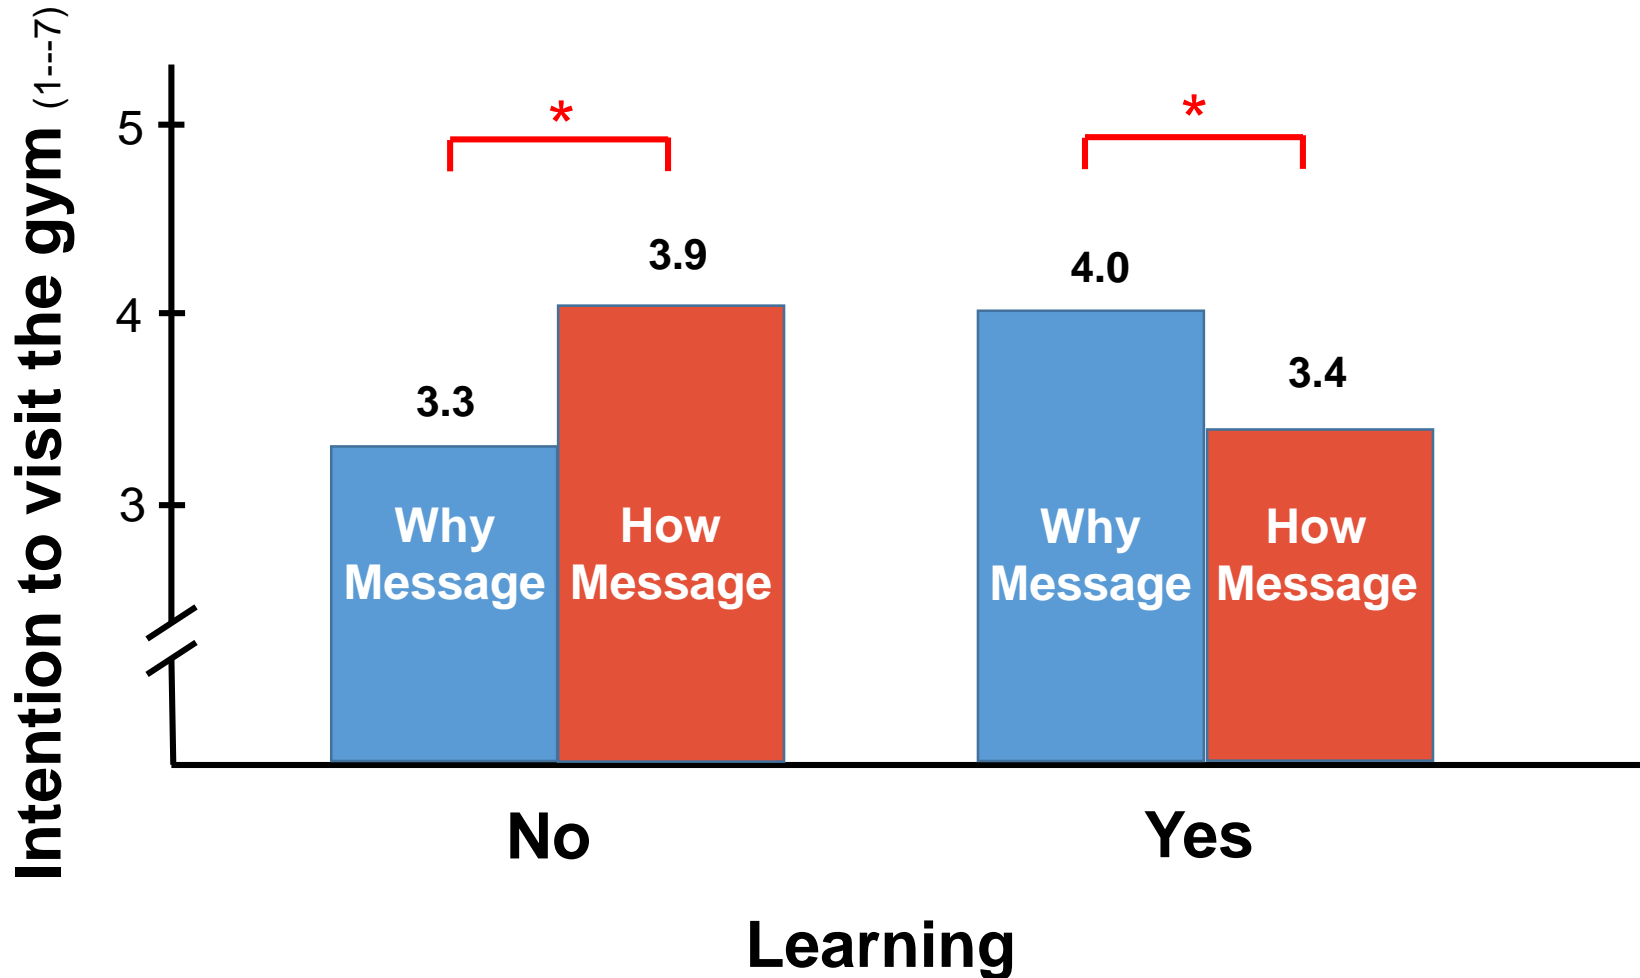 Intention to visit the gym (1---7)
5
4
3
*
*
3.3
3.9
4.0
3.4
Why
Message
How
Message
Why
Message
How
Message
No
Yes
Learning